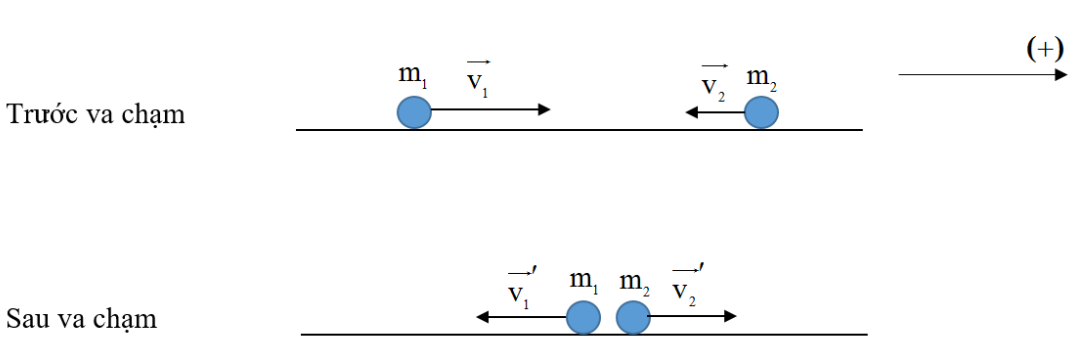 (+)
m₁ v₁⃗ v₂⃗ m₂
Trước va chạm
v₁⃗′ m₁ m₂ v₂⃗′
Sau va chạm